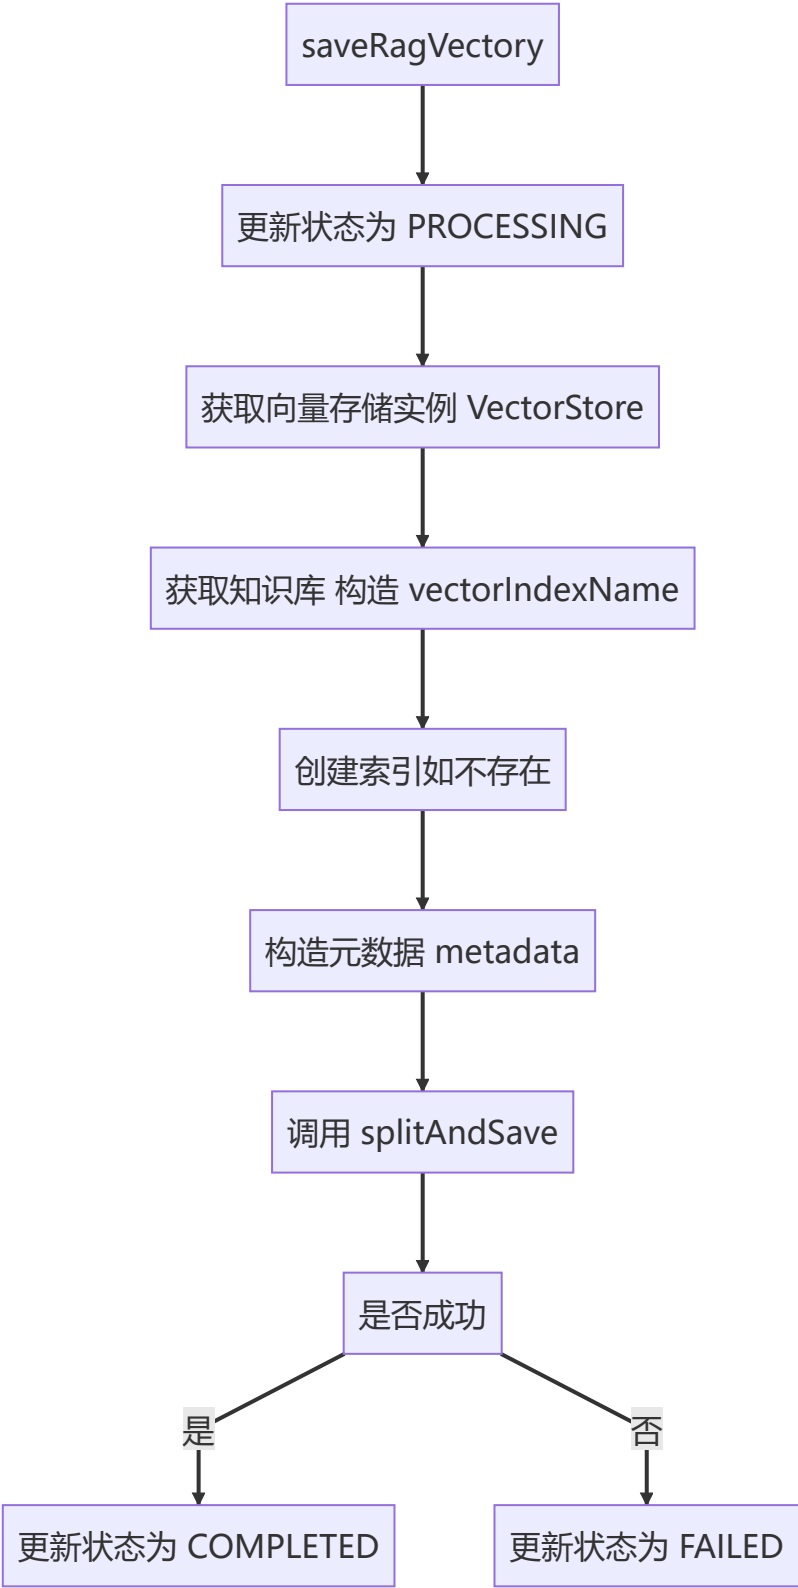 saveRagVectory
更新状态为 PROCESSING
获取向量存储实例 VectorStore
获取知识库 构造 vectorIndexName
创建索引如不存在
构造元数据 metadata
调用 splitAndSave
是否成功
是
否
更新状态为 COMPLETED
更新状态为 FAILED